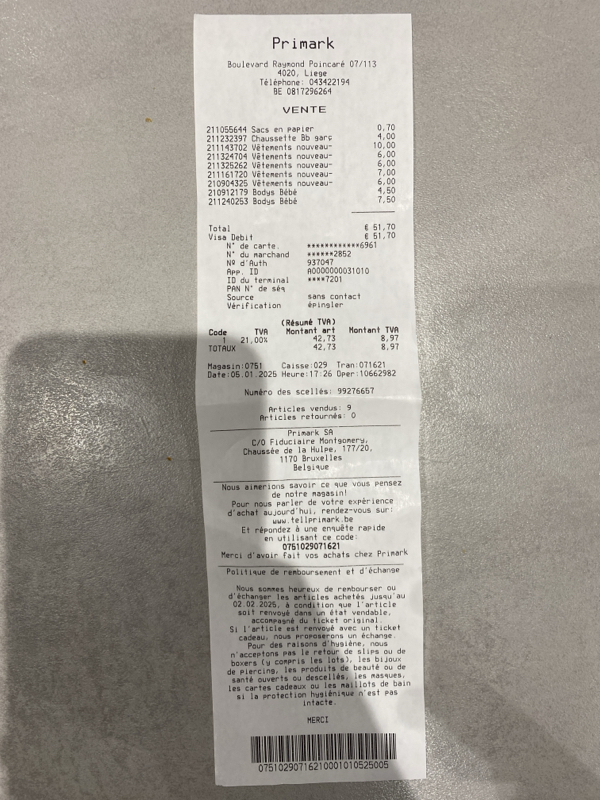 Primark
Boulevard Raymond Poincaré 07/113
4020, Liege
Téléphone: 043422194
BE 0817296264
VENTE
211055644 Sacs en papier 0,70
211232397 Chaussette Bb garç 4,00
211143702 Vêtements nouveau- 10,00
211324704 Vêtements nouveau- 6,00
211325262 Vêtements nouveau- 6,00
211161720 Vêtements nouveau- 7,00
210904325 Vêtements nouveau- 6,00
210912179 Bodys Bébé 4,50
211240253 Bodys Bébé 7,50
Total € 51,70
Visa Debit € 51,70
N° de carte. ************6961
N° du marchand ******2852
Nº d'Auth 937047
App. ID A0000000031010
ID du terminal ****7201
PAN N° de séq
Source sans contact
Vérification épingler
(Résumé TVA)
Code TVA Montant art Montant TVA
1 21,00% 42,73 8,97
TOTAUX 42,73 8,97
Magasin:0751 Caisse:029 Tran:071621
Date:05.01.2025 Heure:17:26 Oper:10662982
Numéro des scellés: 99276657
Articles vendus: 9
Articles retournés: 0
Primark SA
C/O Fiduciaire Montgomery,
Chaussée de la Hulpe, 177/20,
1170 Bruxelles
Belgique
Nous aimerions savoir ce que vous pensez
de notre magasin!
Pour nous parler de votre expérience
d'achat aujourd'hui, rendez-vous sur:
www.tellprimark.be
Et répondez à une enquête rapide
en utilisant ce code:
0751029071621
Merci d'avoir fait vos achats chez Primark
Politique de remboursement et d'échange
Nous sommes heureux de rembourser ou
d'échanger les articles achetés jusqu'au
02.02.2025, à condition que l'article
soit renvoyé dans un état vendable,
accompagné du ticket original.
Si l'article est renvoyé avec un ticket
cadeau, nous proposerons un échange.
Pour des raisons d'hygiène, nous
n'acceptons pas le retour de slips ou de
boxers (y compris les lots), les bijoux
de piercing, les produits de beauté ou de
santé ouverts ou descellés, les masques,
les cartes cadeaux ou les maillots de bain
si la protection hygiénique n'est pas
intacte.
MERCI
07510290716210001010525005